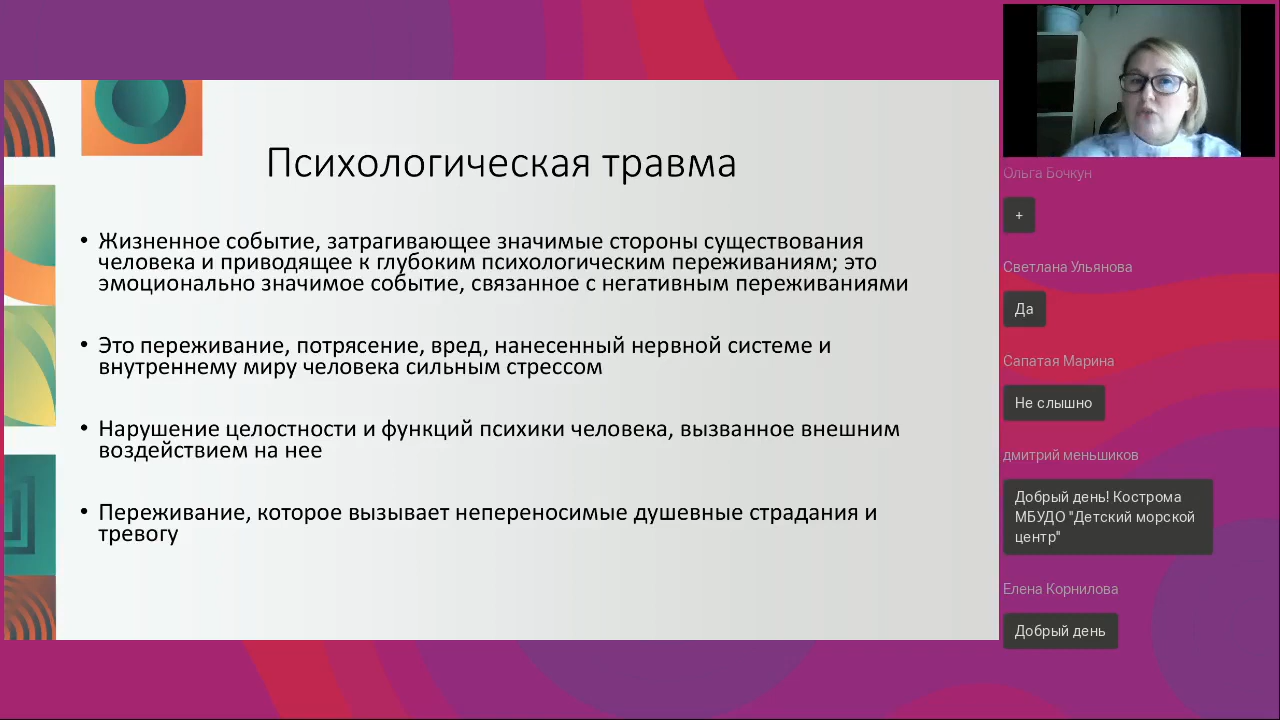 Психологическая травма
• Жизненное событие, затрагивающее значимые стороны существования
человека и приводящее к глубоким психологическим переживаниям; это
эмоционально значимое событие, связанное с негативным переживаниями
• Это переживание, потрясение, вред, нанесенный нервной системе и
внутреннему миру человека сильным стрессом
• Нарушение целостности и функций психики человека, вызванное внешним
воздействием на нее
• Переживание, которое вызывает непереносимые душевные страдания и
тревогу
Ольга Бочкун
+
Светлана Ульянова
Да
Сапатая Марина
Не слышно
дмитрий меньшиков
Добрый день! Кострома
МБУДО "Детский морской
центр"
Елена Корнилова
Добрый день